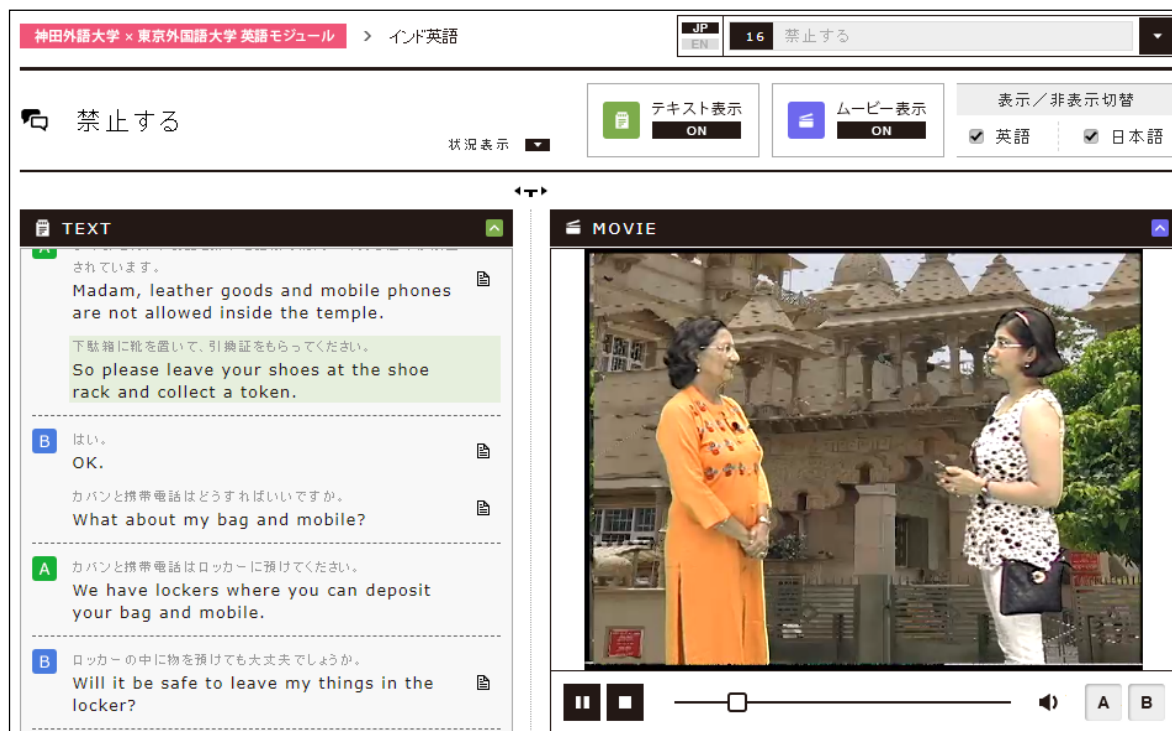 神田外語大学 × 東京外国語大学 英語モジュール > インド英語
JP
EN
16 禁止する
禁止する
状況表示
テキスト表示
ON
ムービー表示
ON
表示／非表示切替
英語 日本語
TEXT
A
されています。
Madam, leather goods and mobile phones
are not allowed inside the temple.
下駄箱に靴を置いて、引換証をもらってください。
So please leave your shoes at the shoe
rack and collect a token.
B はい。
OK.
カバンと携帯電話はどうすればいいですか。
What about my bag and mobile?
A カバンと携帯電話はロッカーに預けてください。
We have lockers where you can deposit
your bag and mobile.
B ロッカーの中に物を預けても大丈夫でしょうか。
Will it be safe to leave my things in the
locker?
MOVIE
A B